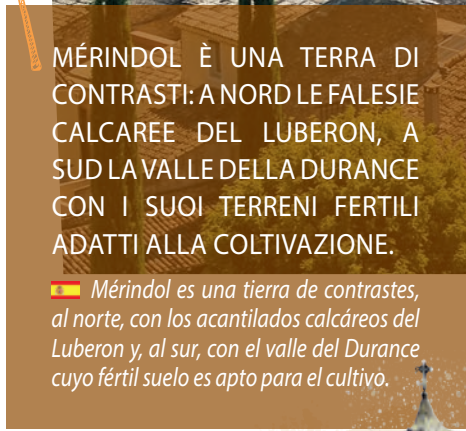 MÉRINDOL È UNA TERRA DI
CONTRASTI: A NORD LE FALESIE
CALCAREE DEL LUBERON, A
SUD LA VALLE DELLA DURANCE
CON I SUOI TERRENI FERTILI
ADATTI ALLA COLTIVAZIONE.
Mérindol es una tierra de contrastes,
al norte, con los acantilados calcáreos del
Luberon y, al sur, con el valle del Durance
cuyo fértil suelo es apto para el cultivo.